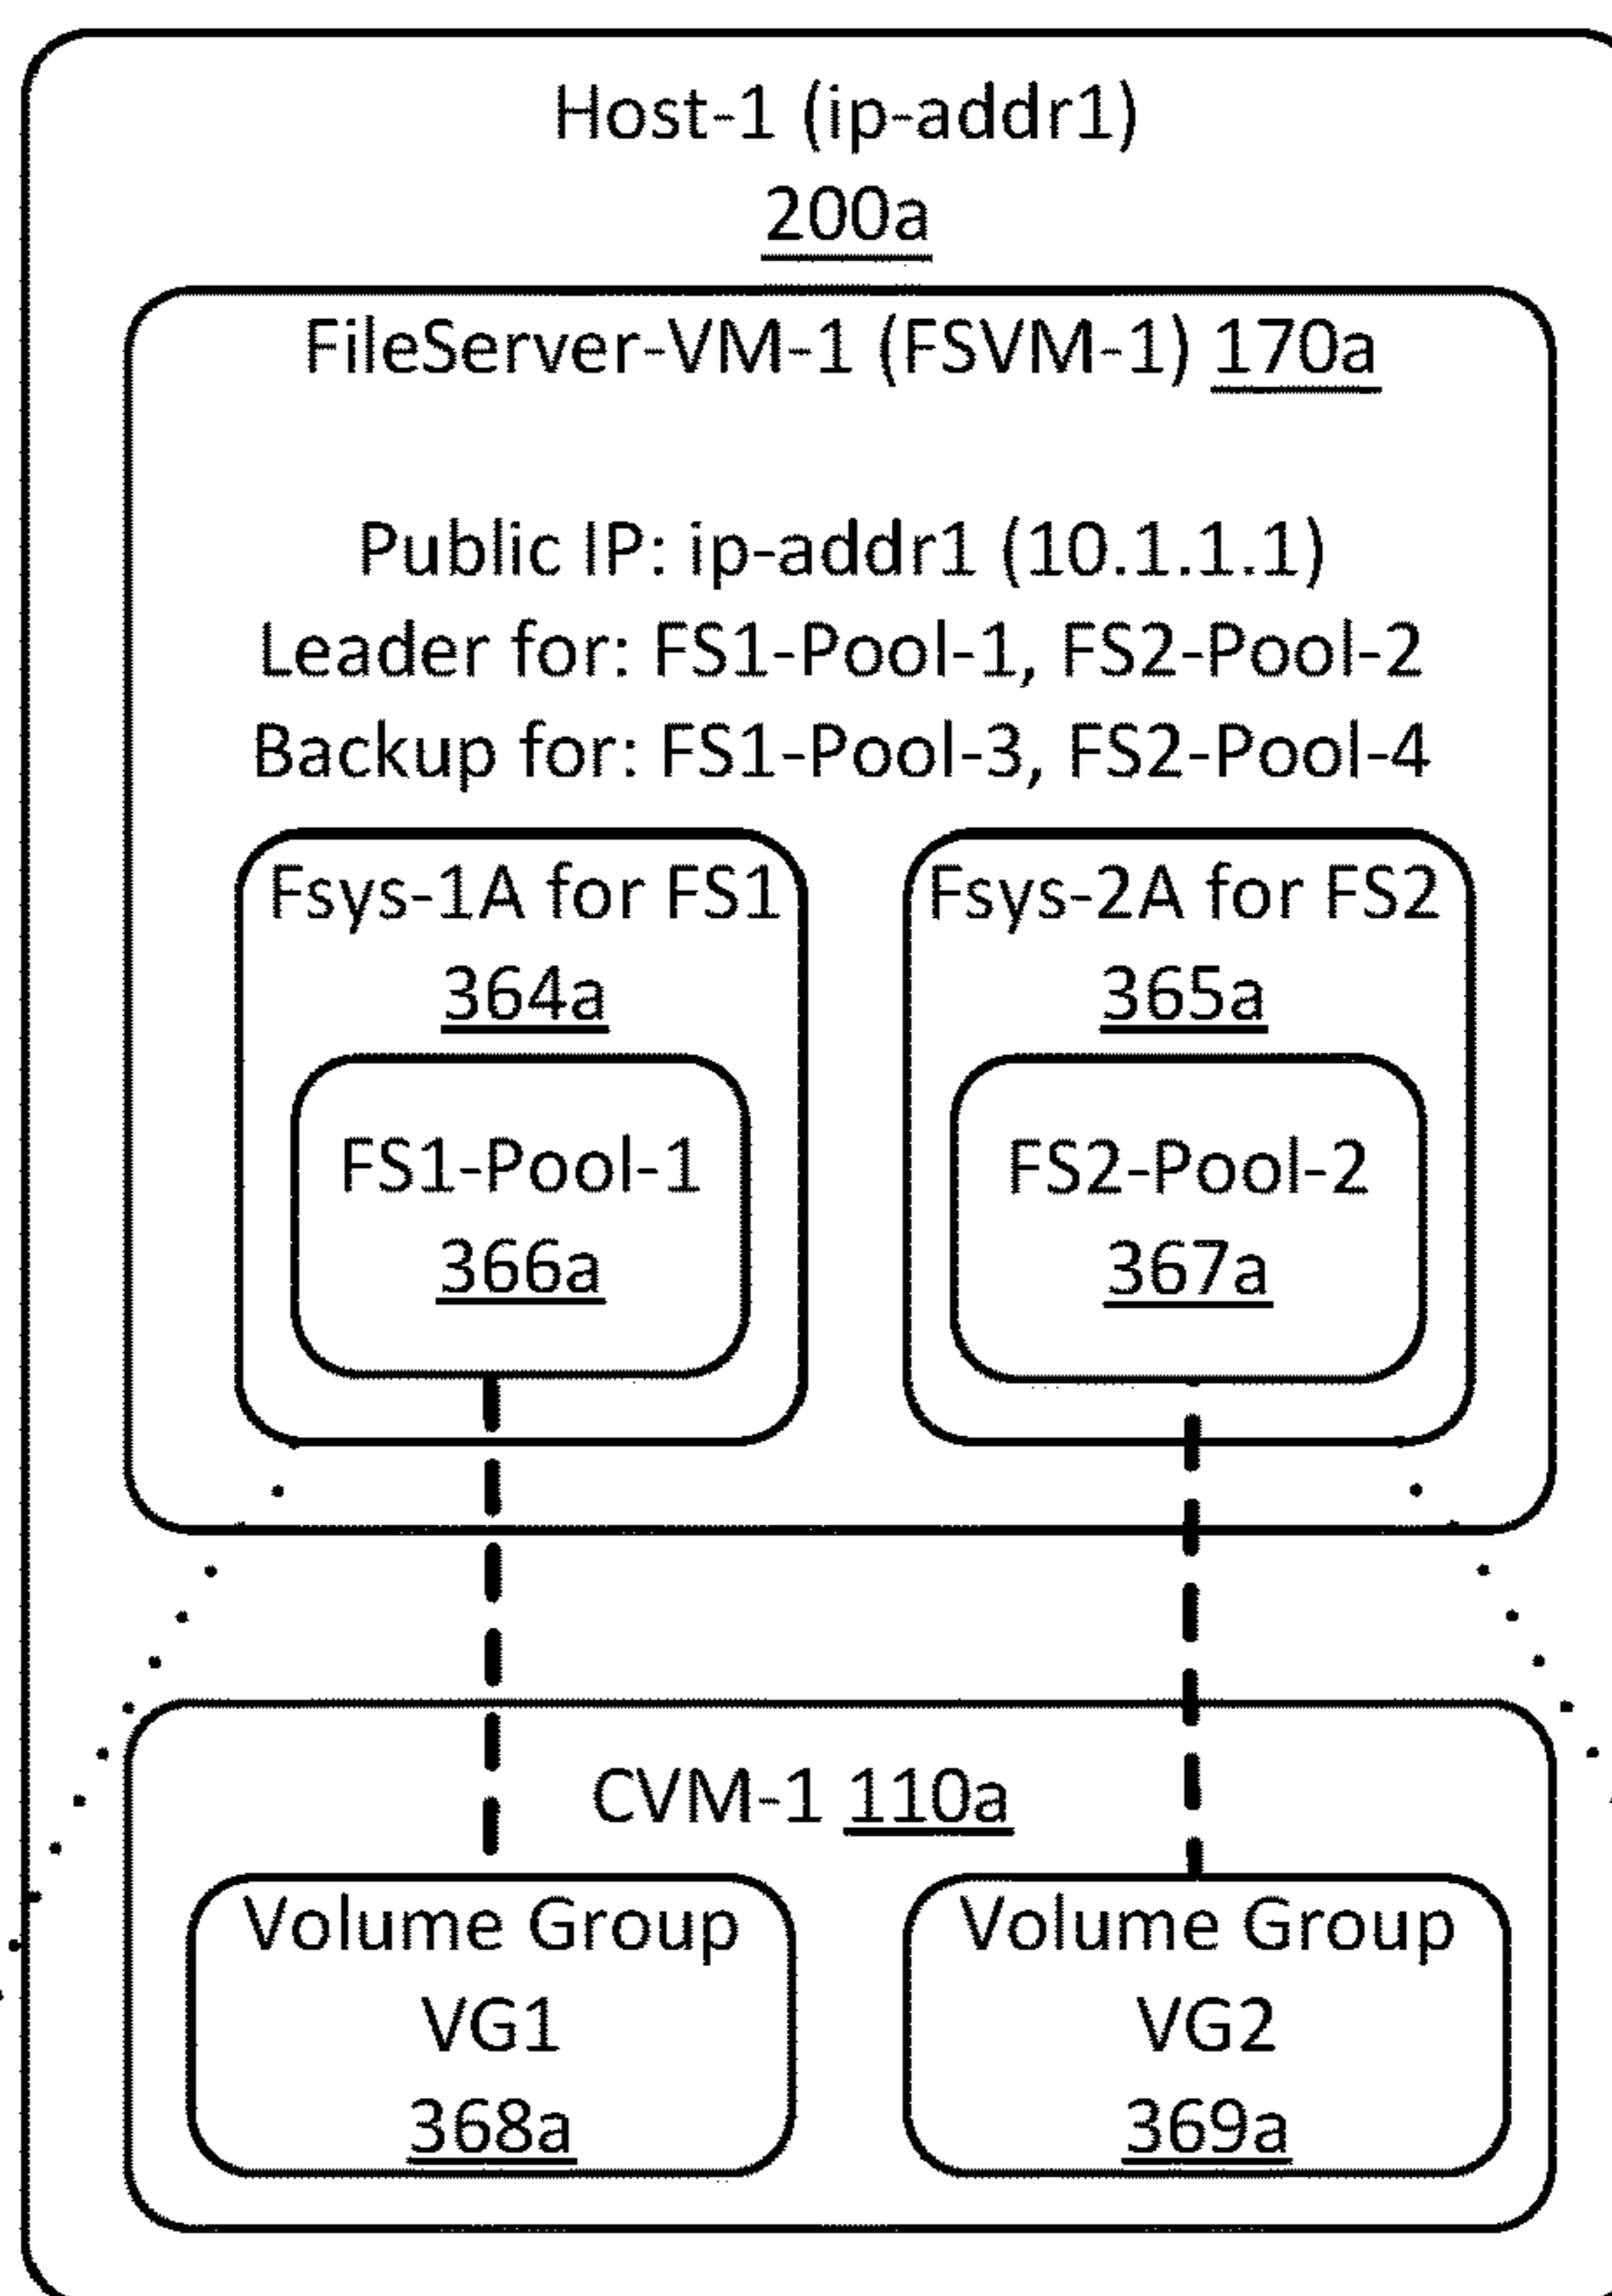 Host-1 (ip-addr1)
200a
FileServer-VM-1 (FSVM-1) 170a
Public IP: ip-addr1 (10.1.1.1)
Leader for: FS1-Pool-1, FS2-Pool-2
Backup for: FS1-Pool-3, FS2-Pool-4
Fsys-1A for FS1
364a
FS1-Pool-1
366a
Fsys-2A for FS2
365a
FS2-Pool-2
367a
CVM-1 110a
Volume Group
VG1
368a
Volume Group
VG2
369a